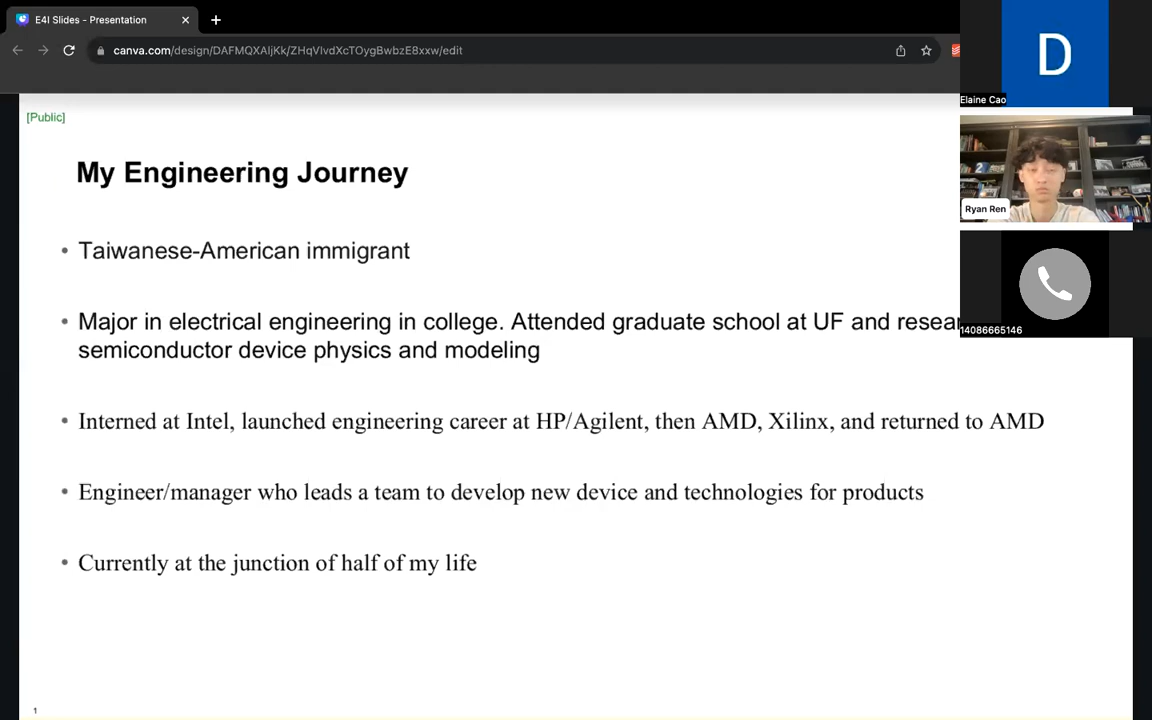 E4I Slides - Presentation
canva.com/design/DAFMQXAIjKk/ZHqVIvdXcTOygBwbzE8xxw/edit
D
Elaine Cao
[Public]
My Engineering Journey
Ryan Ren
• Taiwanese-American immigrant
• Major in electrical engineering in college. Attended graduate school at UF and resear
semiconductor device physics and modeling
14086665146
• Interned at Intel, launched engineering career at HP/Agilent, then AMD, Xilinx, and returned to AMD
• Engineer/manager who leads a team to develop new device and technologies for products
• Currently at the junction of half of my life
1